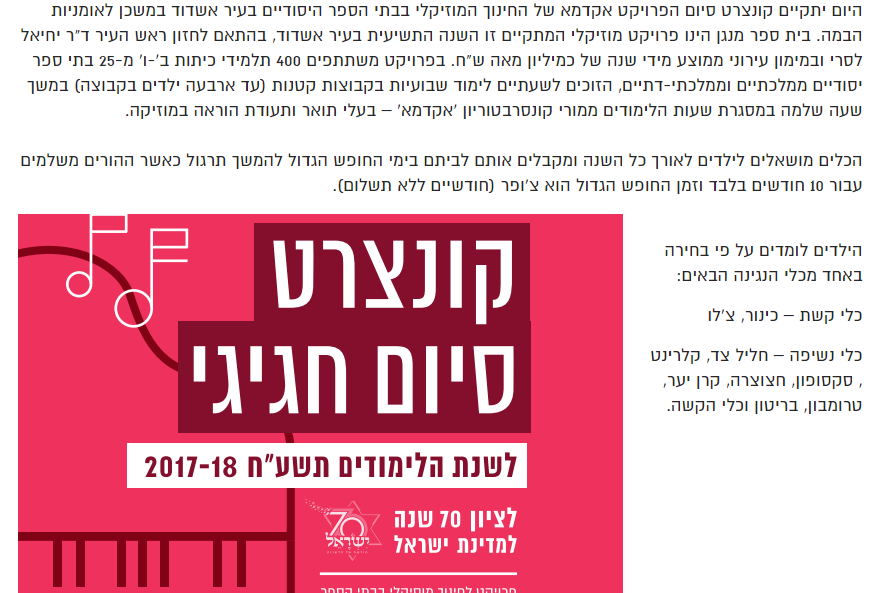 היום יתקיים קונצרט סיום הפרויקט אקדמא של החינוך המוזיקלי בבתי הספר היסודיים בעיר אשדוד במשכן לאומניות
הבמה. בית ספר מנגן הינו פרויקט מוזיקלי המתקיים זו השנה התשיעית בעיר אשדוד, בהתאם לחזון ראש העיר ד"ר יחיאל
לסרי ובמימון עירוני ממוצע מידי שנה של כמיליון מאה ש"ח. בפרויקט משתתפים 400 תלמידי כיתות ב'-ו' מ-25 בתי ספר
יסודיים ממלכתיים וממלכתי-דתיים, הזוכים לשעתיים לימוד שבועיות בקבוצות קטנות (עד ארבעה ילדים בקבוצה) במשך
שעה שלמה במסגרת שעות הלימודים ממורי קונסרבטוריון 'אקדמא' – בעלי תואר ותעודת הוראה במוזיקה.
הכלים מושאלים לילדים לאורך כל השנה ומקבלים אותם לביתם בימי החופש הגדול להמשך תרגול כאשר ההורים משלמים
עבור 10 חודשים בלבד וזמן החופש הגדול הוא צ'ופר (חודשיים ללא תשלום).
הילדים לומדים על פי בחירה
באחד מכלי הנגינה הבאים:
כלי קשת – כינור, צ'לו
כלי נשיפה – חליל צד, קלרינט
, סקסופון, חצוצרה, קרן יער,
טרומבון, בריטון וכלי הקשה.
קונצרט
סיום חגיגי
לשנת הלימודים תשע"ח 2017-18
לציון 70 שנה
למדינת ישראל
70
ישראל
פרויקט לחינוך מוסיקלי בבתי הספר